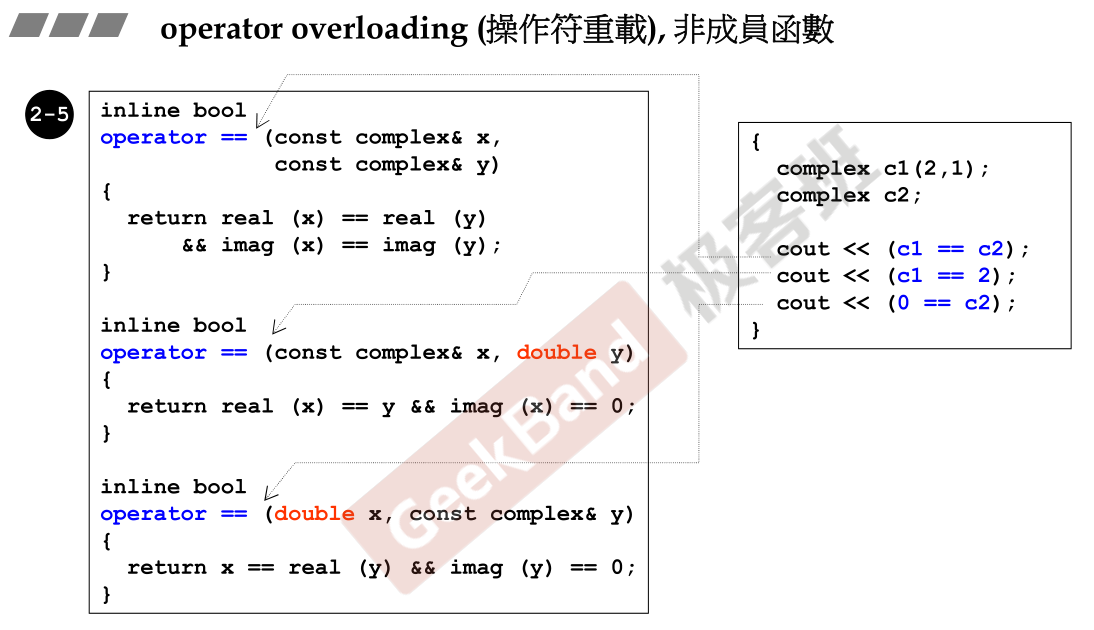 operator overloading (操作符重載), 非成員函數
2-5
inline bool
operator == (const complex& x,
const complex& y)
{
return real (x) == real (y)
&& imag (x) == imag (y);
}
inline bool
operator == (const complex& x, double y)
{
return real (x) == y && imag (x) == 0;
}
inline bool
operator == (double x, const complex& y)
{
return x == real (y) && imag (y) == 0;
}
{
complex c1(2,1);
complex c2;
cout << (c1 == c2);
cout << (c1 == 2);
cout << (0 == c2);
}
GeekBand 极客班